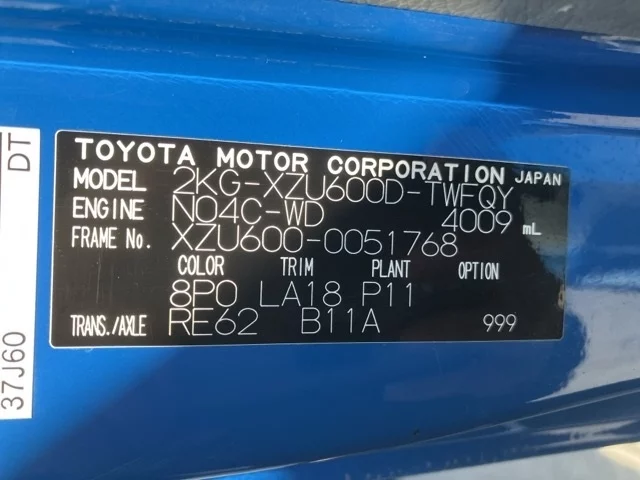 TOYOTA MOTOR CORPORATION JAPAN
MODEL 2KG-XZU600D-TWFQY
ENGINE N04C-WD 4009 mL
FRAME NO. XZU600-0051768
COLOR TRIM PLANT OPTION
8P0 LA18 P11
TRANS./AXLE RE62 B11A 999
37J60 DT